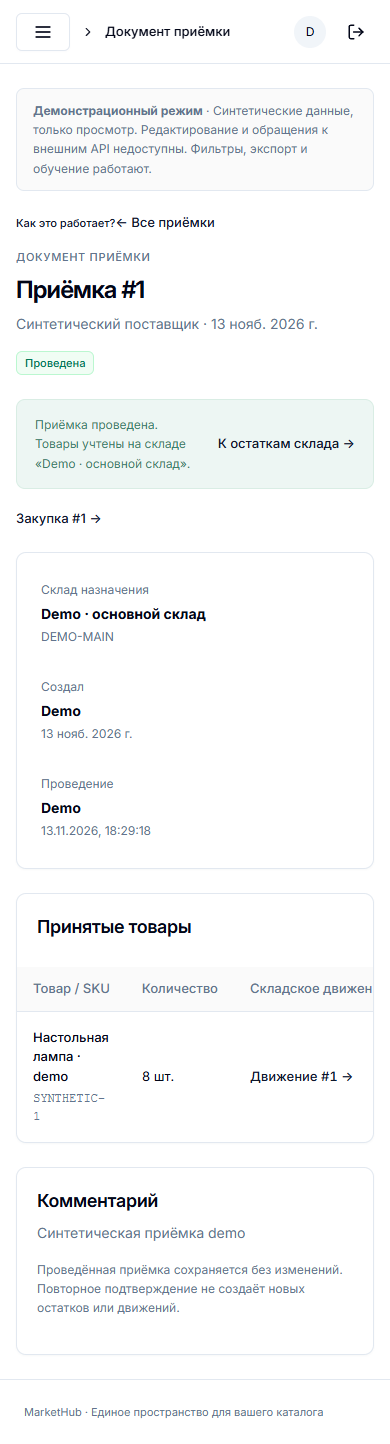 Документ приёмки
D
Демонстрационный режим · Синтетические данные,
только просмотр. Редактирование и обращения к
внешним API недоступны. Фильтры, экспорт и
обучение работают.
Как это работает?← Все приёмки
ДОКУМЕНТ ПРИЁМКИ
Приёмка #1
Синтетический поставщик · 13 нояб. 2026 г.
Проведена
Приёмка проведена.
Товары учтены на складе
«Demo · основной склад».
К остаткам склада →
Закупка #1 →
Склад назначения
Demo · основной склад
DEMO-MAIN
Создал
Demo
13 нояб. 2026 г.
Проведение
Demo
13.11.2026, 18:29:18
Принятые товары
Товар / SKU Количество Складское движен
Настольная
лампа ·
demo
SYNTHETIC-
1
8 шт.
Движение #1 →
Комментарий
Синтетическая приёмка demo
Проведённая приёмка сохраняется без изменений.
Повторное подтверждение не создаёт новых
остатков или движений.
MarketHub · Единое пространство для вашего каталога